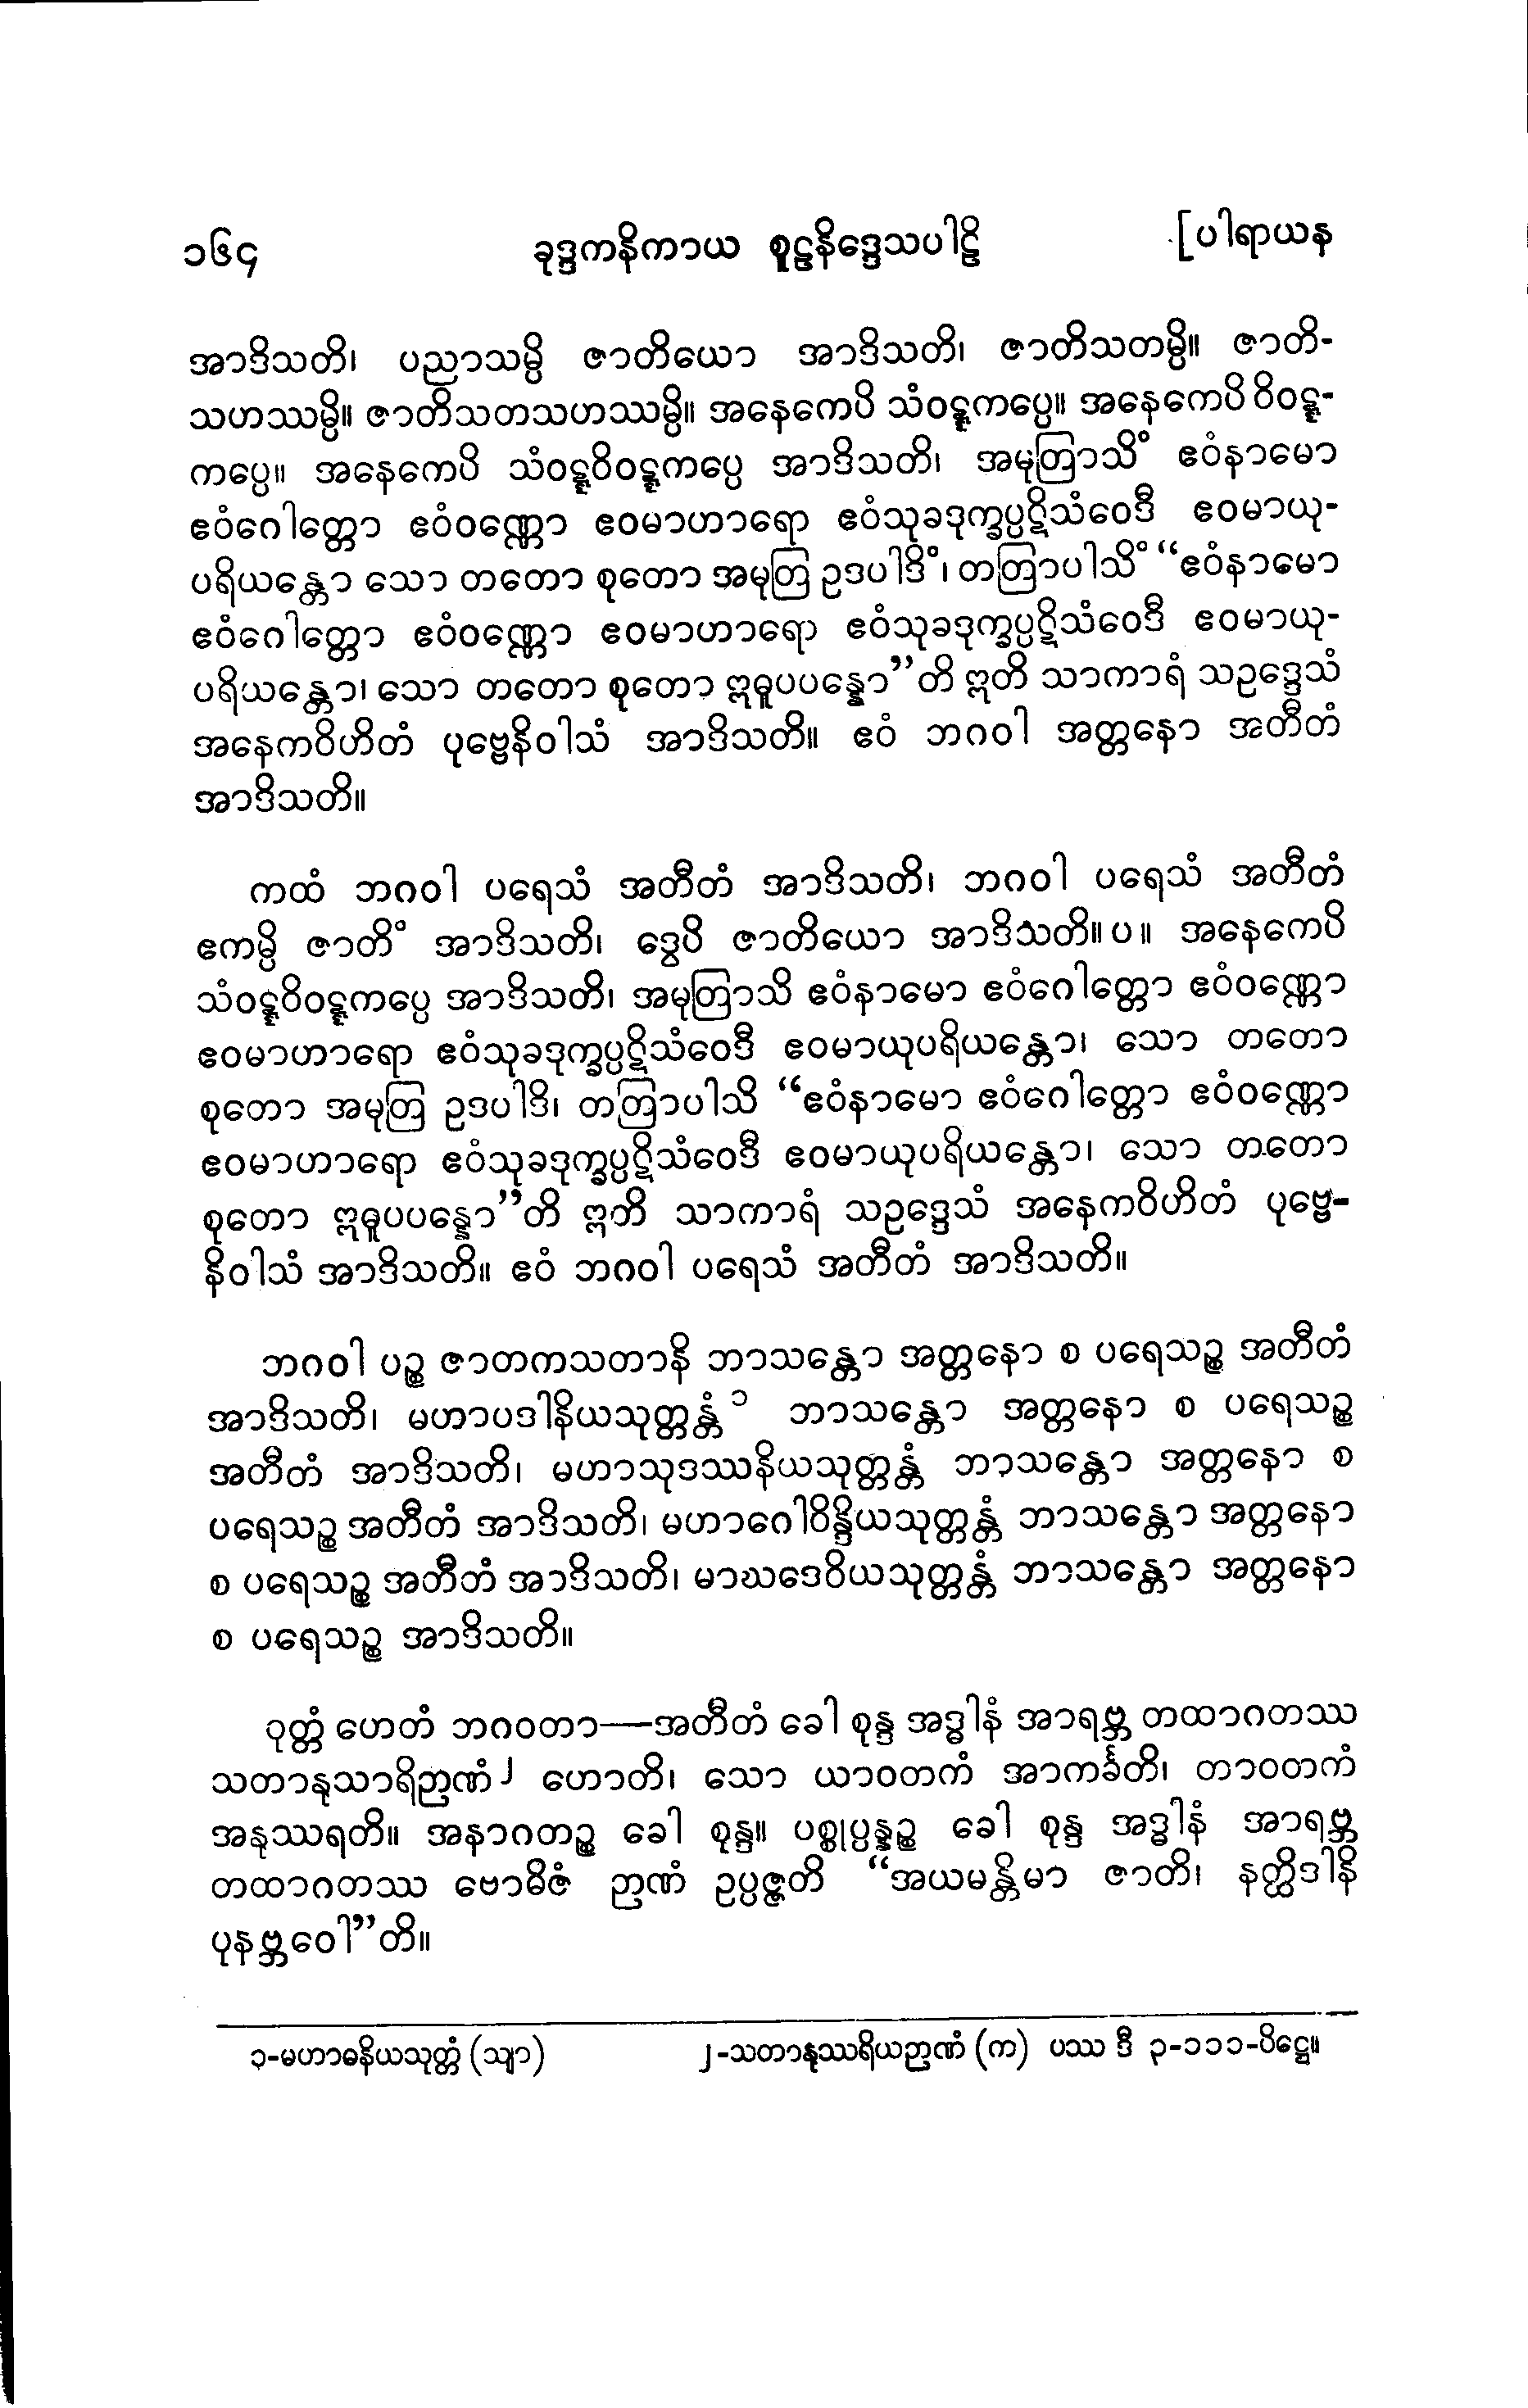 ၁၆၄ ခုဒ္ဒကနိကာယ စူဠနိဒ္ဒေသပါဠိ [ပါရာယန
အာဒိသတိ၊ ပညာသမ္ပိ ဇာတိယော အာဒိသတိ၊ ဇာတိသတမ္ပိ။ ဇာတိ-
သဟဿမ္ပိ။ ဇာတိသတသဟဿမ္ပိ။ အနေကေပိ သံဝဋ္ဋကပ္ပေ။ အနေကေပိ ဝိဝဋ္ဋ-
ကပ္ပေ။ အနေကေပိ သံဝဋ္ဋဝိဝဋ္ဋကပ္ပေ အာဒိသတိ၊ အမုတြာသိံ ဧဝံနာမော
ဧဝံဂေါတ္တော ဧဝံဝဏ္ဏော ဧဝမာဟာရော ဧဝံသုခဒုက္ခပ္ပဋိသံဝေဒီ ဧဝမာယု-
ပရိယန္တော သော တတော စုတော အမုတြ ဥဒပါဒိံ၊ တတြာပါသိံ “ဧဝံနာမော
ဧဝံဂေါတ္တော ဧဝံဝဏ္ဏော ဧဝမာဟာရော ဧဝံသုခဒုက္ခပ္ပဋိသံဝေဒီ ဧဝမာယု-
ပရိယန္တော၊ သော တတော စုတော ဣဓူပပန္နော”တိ ဣတိ သာကာရံ သဥဒ္ဒေသံ
အနေကဝိဟိတံ ပုဗ္ဗေနိဝါသံ အာဒိသတိ။ ဧဝံ ဘဂဝါ အတ္တနော အတီတံ
အာဒိသတိ။
ကထံ ဘဂဝါ ပရေသံ အတီတံ အာဒိသတိ၊ ဘဂဝါ ပရေသံ အတီတံ
ဧကမ္ပိ ဇာတိံ အာဒိသတိ၊ ဒွေပိ ဇာတိယော အာဒိသတိ။ပ။ အနေကေပိ
သံဝဋ္ဋဝိဝဋ္ဋကပ္ပေ အာဒိသတိ၊ အမုတြာသိ ဧဝံနာမော ဧဝံဂေါတ္တော ဧဝံဝဏ္ဏော
ဧဝမာဟာရော ဧဝံသုခဒုက္ခပ္ပဋိသံဝေဒီ ဧဝမာယုပရိယန္တော၊ သော တတော
စုတော အမုတြ ဥဒပါဒိ၊ တတြာပါသိ “ဧဝံနာမော ဧဝံဂေါတ္တော ဧဝံဝဏ္ဏော
ဧဝမာဟာရော ဧဝံသုခဒုက္ခပ္ပဋိသံဝေဒီ ဧဝမာယုပရိယန္တော၊ သော တတော
စုတော ဣဓူပပန္နော”တိ ဣတိ သာကာရံ သဥဒ္ဒေသံ အနေကဝိဟိတံ ပုဗ္ဗေ-
နိဝါသံ အာဒိသတိ။ ဧဝံ ဘဂဝါ ပရေသံ အတီတံ အာဒိသတိ။
ဘဂဝါ ပဉ္စ ဇာတကသတာနိ ဘာသန္တော အတ္တနော စ ပရေသဉ္စ အတီတံ
အာဒိသတိ၊ မဟာပဒါနိယသုတ္တန္တံ ၁ ဘာသန္တော အတ္တနော စ ပရေသဉ္စ
အတီတံ အာဒိသတိ၊ မဟာသုဒဿနိယသုတ္တန္တံ ဘာသန္တော အတ္တနော စ
ပရေသဉ္စ အတီတံ အာဒိသတိ၊ မဟာဂေါဝိန္ဒိယသုတ္တန္တံ ဘာသန္တော အတ္တနော
စ ပရေသဉ္စ အတီတံ အာဒိသတိ၊ မာဃဒေဝိယသုတ္တန္တံ ဘာသန္တော အတ္တနော
စ ပရေသဉ္စ အာဒိသတိ။
ဝုတ္တံ ဟေတံ ဘဂဝတာ—အတီတံ ခေါ စုန္ဒ အဒ္ဓါနံ အာရဗ္ဘ တထာဂတဿ
သတာနုသာရိဉာဏံ ၂ ဟောတိ၊ သော ယာဝတကံ အာကင်္ခတိ၊ တာဝတကံ
အနုဿရတိ။ အနာဂတဉ္စ ခေါ စုန္ဒ။ ပစ္စုပ္ပန္နဉ္စ ခေါ စုန္ဒ အဒ္ဓါနံ အာရဗ္ဘ
တထာဂတဿ ဗောဓိဇံ ဉာဏံ ဥပ္ပဇ္ဇတိ “အယမန္တိမာ ဇာတိ၊ နတ္ထိဒါနိ
ပုနဗ္ဘဝေါ”တိ။
၁-မဟာဓနိယသုတ္တံ (သျာ) ၂-သတာနုဿရိယဉာဏံ (က) ပဿ ဒီ ၃-၁၁၁-ပိဋ္ဌေ။